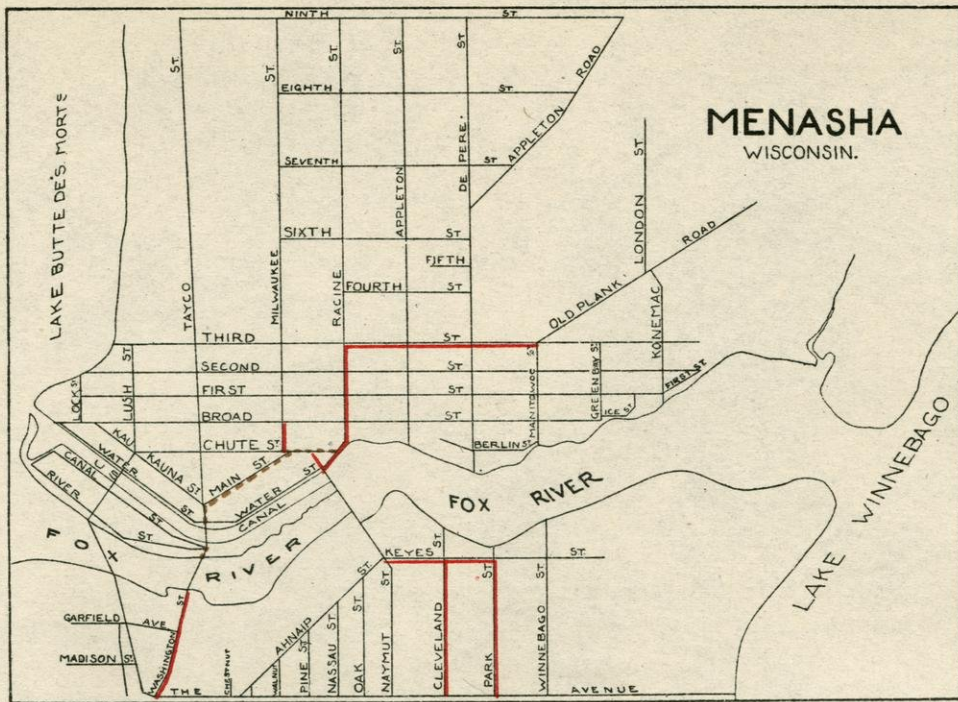 MENASHA
WISCONSIN.
LAKE BUTTE DE'S MORTS
NINTH ST.
EIGHTH ST
SEVENTH ST
SIXTH ST
FIFTH
FOURTH ST
THIRD ST
SECOND ST
FIRST ST
BROAD ST
CHUTE ST
TAYCO ST.
MILWAUKEE ST.
RACINE ST.
APPLETON ST.
DE PERE. ST.
APPLETON ROAD
LONDON ST
OLD PLANK ROAD
KONEMAC
MANITOWOC ST
GREEN BAY ST
ICE ST
FIRST ST
BERLIN ST
LOCK ST
LUSH ST
KAU KAUNA ST
WATER ST
U S CANAL
RIVER ST
MAIN ST
WATER ST
CANAL
FOX RIVER
FOX RIVER
LAKE WINNEBAGO
KEYES ST.
AHNAIP ST
GARFIELD AVE
MADISON ST
WASHINGTON ST
CHESTNUT
WALNUT
PINE ST
NASSAU ST
OAK ST
NAYMUT ST
CLEVELAND ST
PARK ST
WINNEBAGO ST
THE AVENUE